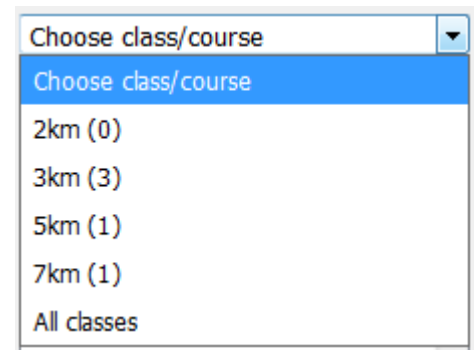 Choose class/course
Choose class/course
2km (0)
3km (3)
5km (1)
7km (1)
All classes